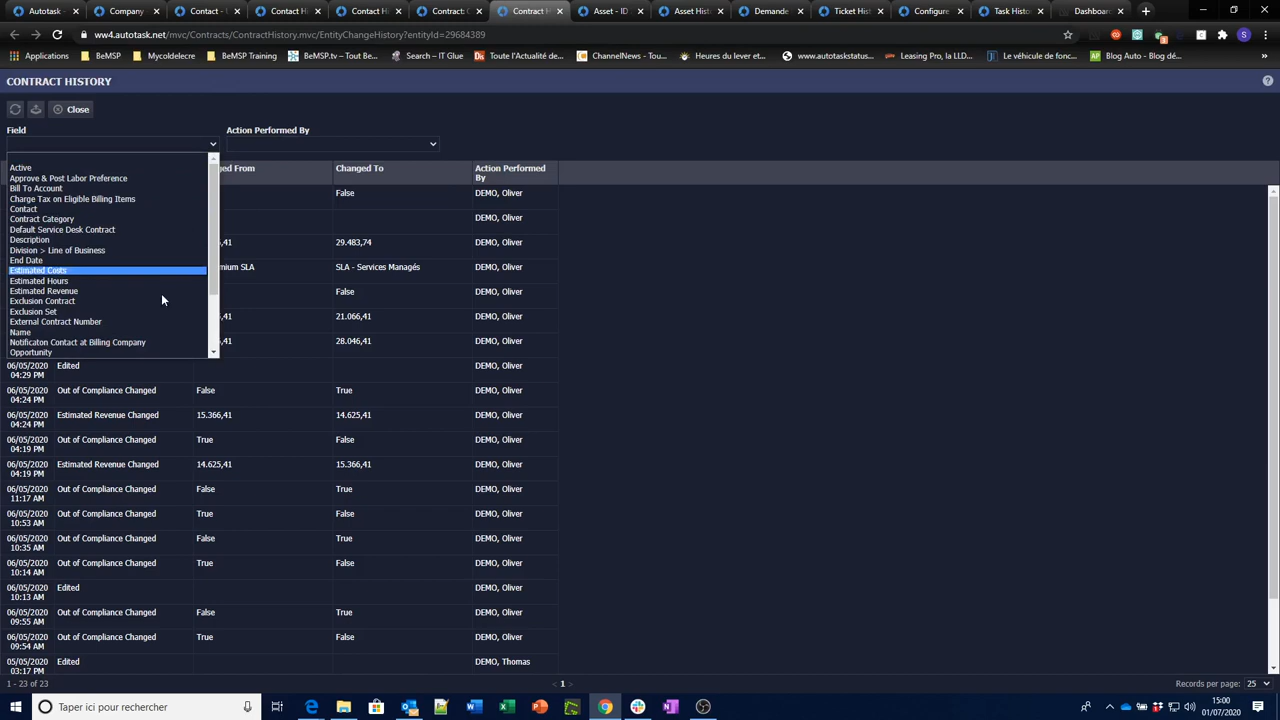 Autotask -
Company
Contact -
Contact Hi
Contact H
Contract: C
Contract H
Asset - ID
Asset Hist
Demande
Ticket Hist
Configure
Task Histo
Dashboard
ww4.autotask.net/mvc/Contracts/ContractHistory.mvc/EntityChangeHistory?entityId=29684389
Applications
BeMSP
Mycoldelecro
BeMSP Training
BeMSP.tv – Tout Be...
Search – IT Glue
Toute l'Actualité de...
ChannelNews - Tou...
Heures du lever et...
www.autotaskstatus...
Leasing Pro, la LLD...
Le véhicule de fonc...
Blog Auto - Blog dé...
CONTRACT HISTORY
Close
Field
Action Performed By
Active
Approve & Post Labor Preference
Bill To Account
Charge Tax on Eligible Billing Items
Contact
Contract Category
Default Service Desk Contract
Description
Division > Line of Business
End Date
Estimated Costs
Estimated Hours
Estimated Revenue
Exclusion Contract
Exclusion Set
External Contract Number
Name
Notificaton Contact at Billing Company
Opportunity
ged From Changed To Action Performed
By
False DEMO, Oliver
DEMO, Oliver
,41 29.483,74 DEMO, Oliver
mium SLA SLA - Services Managés DEMO, Oliver
False DEMO, Oliver
,41 21.066,41 DEMO, Oliver
,41 28.046,41 DEMO, Oliver
06/05/2020 Edited DEMO, Oliver
04:29 PM
06/05/2020 Out of Compliance Changed False True DEMO, Oliver
04:24 PM
06/05/2020 Estimated Revenue Changed 15.366,41 14.625,41 DEMO, Oliver
04:24 PM
06/05/2020 Out of Compliance Changed True False DEMO, Oliver
04:19 PM
06/05/2020 Estimated Revenue Changed 14.625,41 15.366,41 DEMO, Oliver
04:19 PM
06/05/2020 Out of Compliance Changed False True DEMO, Oliver
11:17 AM
06/05/2020 Out of Compliance Changed True False DEMO, Oliver
10:53 AM
06/05/2020 Out of Compliance Changed False True DEMO, Oliver
10:35 AM
06/05/2020 Out of Compliance Changed True False DEMO, Oliver
10:14 AM
06/05/2020 Edited DEMO, Oliver
10:13 AM
06/05/2020 Out of Compliance Changed False True DEMO, Oliver
09:55 AM
06/05/2020 Out of Compliance Changed True False DEMO, Oliver
09:54 AM
05/05/2020 Edited DEMO, Thomas
03:17 PM
1 - 23 of 23
< 1 >
Records per page: 25
Taper ici pour rechercher
15:00
01/07/2020